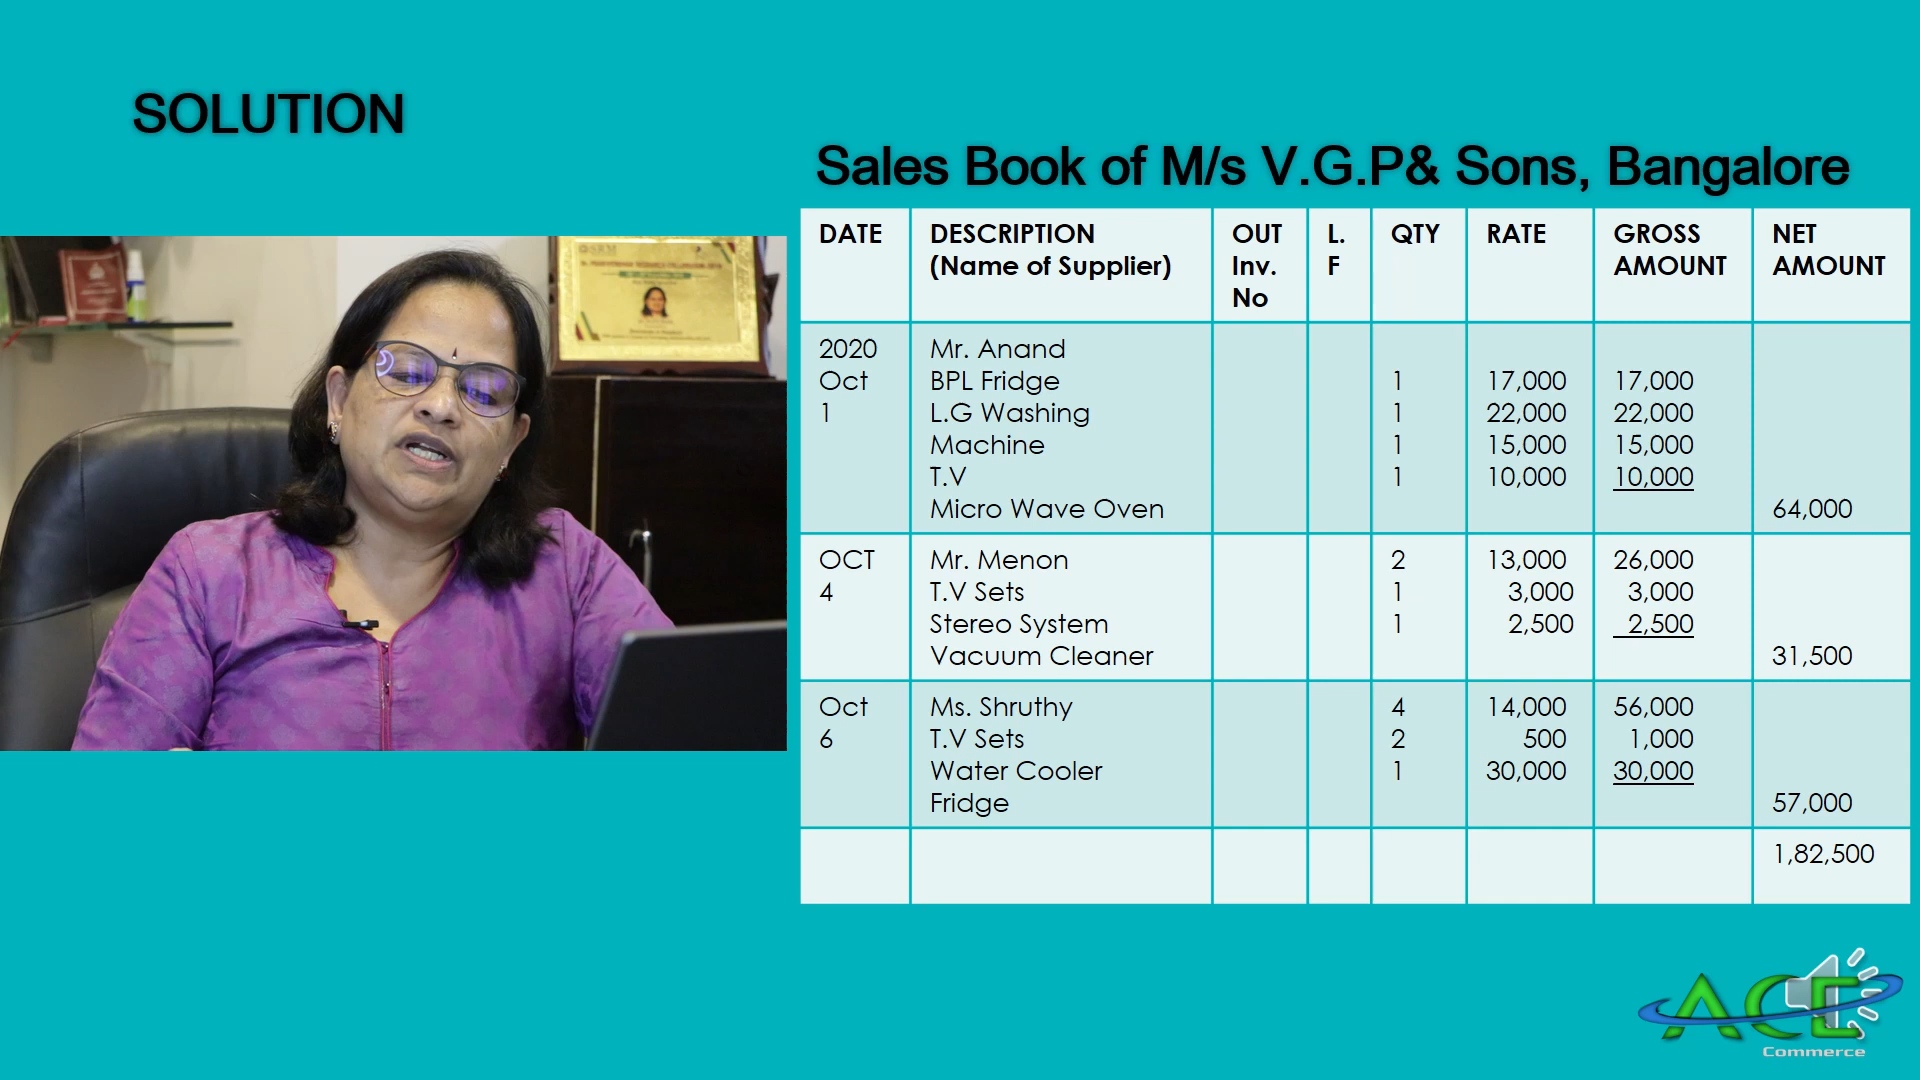 SOLUTION
Sales Book of M/s V.G.P& Sons, Bangalore
DATE DESCRIPTION OUT L. QTY RATE GROSS NET
(Name of Supplier) Inv. F AMOUNT AMOUNT
No
2020 Mr. Anand
Oct BPL Fridge 1 17,000 17,000
1 L.G Washing 1 22,000 22,000
Machine 1 15,000 15,000
T.V 1 10,000 10,000
Micro Wave Oven 64,000
OCT Mr. Menon 2 13,000 26,000
4 T.V Sets 1 3,000 3,000
Stereo System 1 2,500 2,500
Vacuum Cleaner 31,500
Oct Ms. Shruthy 4 14,000 56,000
6 T.V Sets 2 500 1,000
Water Cooler 1 30,000 30,000
Fridge 57,000
1,82,500
ACE
Commerce